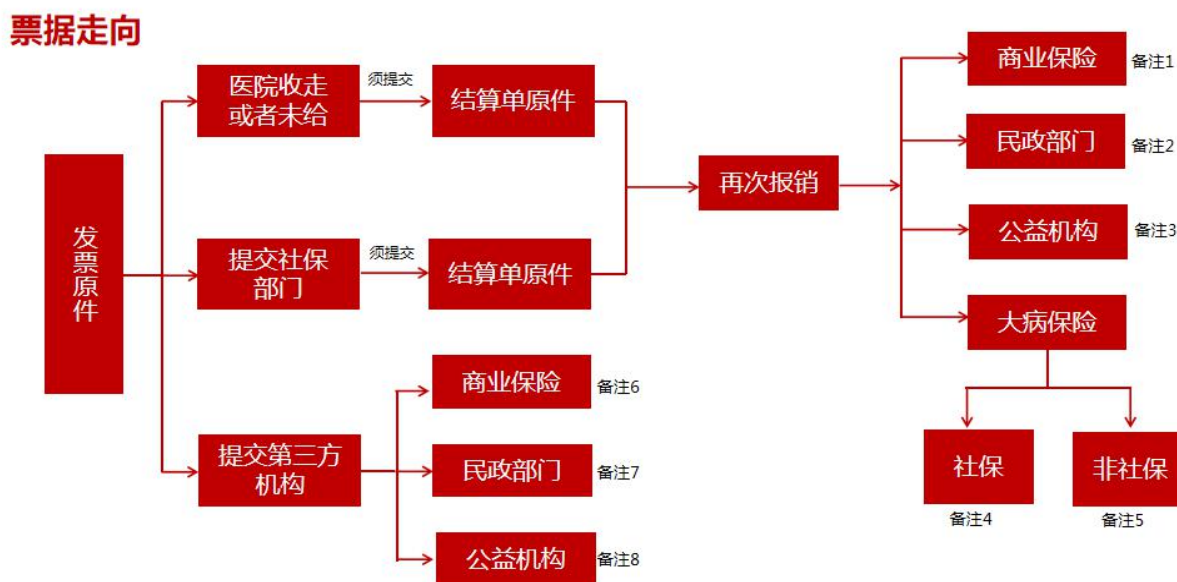 票据走向
发票原件
医院收走
或者未给
须提交
结算单原件
提交社保
部门
须提交
结算单原件
提交第三方
机构
商业保险
备注6
民政部门
备注7
公益机构
备注8
再次报销
商业保险
备注1
民政部门
备注2
公益机构
备注3
大病保险
社保
备注4
非社保
备注5